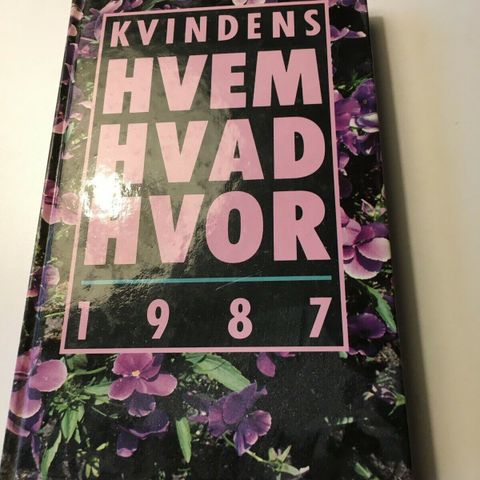 KVINDENS
HVEM
HVAD
HVOR
1987